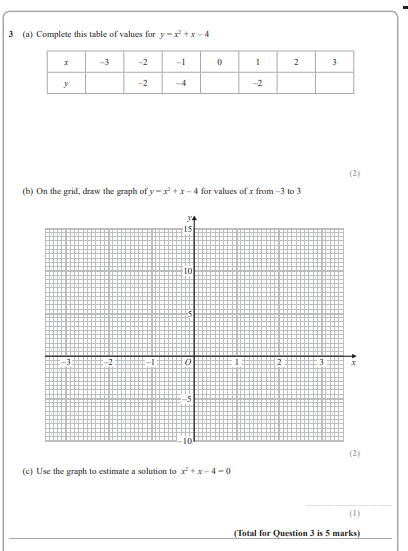 3 (a) Complete this table of values for y = x² + x – 4
x –3 –2 –1 0 1 2 3
y –2 –4 –2
(2)
(b) On the grid, draw the graph of y = x² + x – 4 for values of x from –3 to 3
y
15
10
5
–3 –2 –1 O 1 2 3 x
–5
–10
(2)
(c) Use the graph to estimate a solution to x² + x – 4 = 0
(1)
(Total for Question 3 is 5 marks)